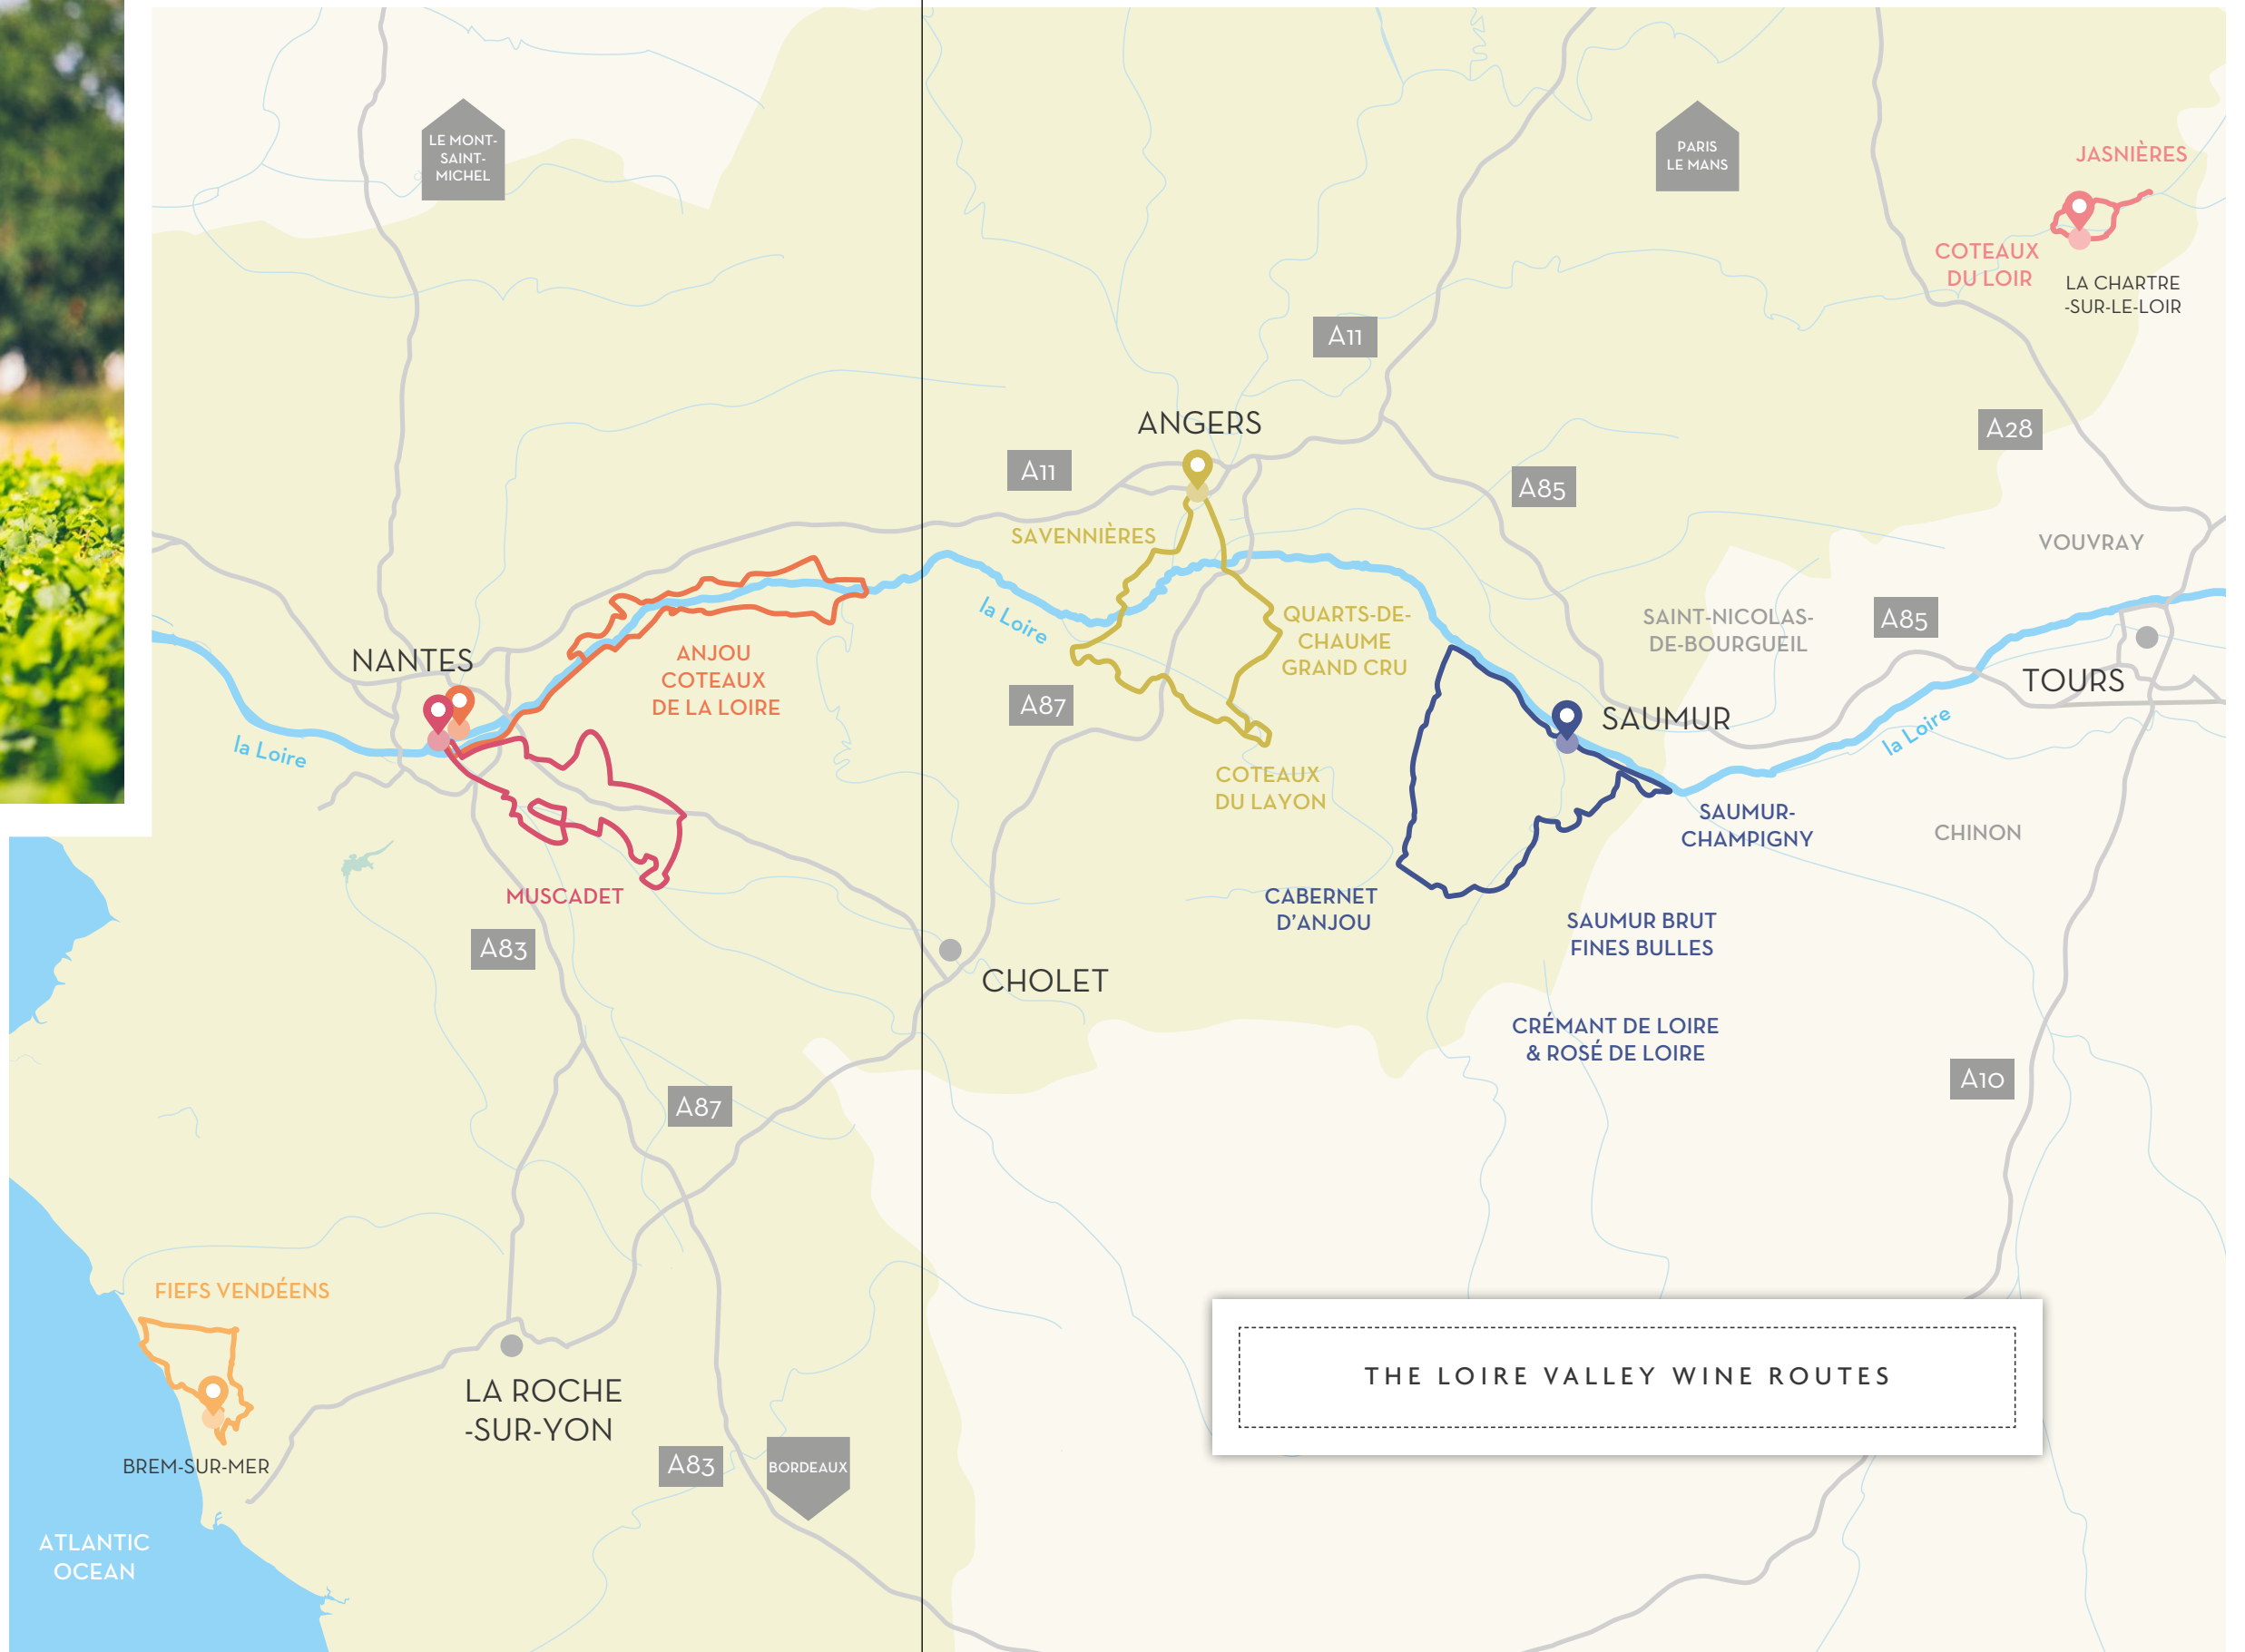 LE MONT-
SAINT-
MICHEL
PARIS
LE MANS
JASNIÈRES
COTEAUX
DU LOIR
LA CHARTRE
-SUR-LE-LOIR
A11
ANGERS
A28
A11
A85
SAVENNIÈRES
VOUVRAY
la Loire
QUARTS-DE-
CHAUME
GRAND CRU
SAINT-NICOLAS-
DE-BOURGUEIL
A85
NANTES
ANJOU
COTEAUX
DE LA LOIRE
A87
TOURS
SAUMUR
la Loire
la Loire
COTEAUX
DU LAYON
SAUMUR-
CHAMPIGNY
CHINON
MUSCADET
CABERNET
D'ANJOU
SAUMUR BRUT
FINES BULLES
A83
CHOLET
CRÉMANT DE LOIRE
& ROSÉ DE LOIRE
A10
A87
FIEFS VENDÉENS
THE LOIRE VALLEY WINE ROUTES
LA ROCHE
-SUR-YON
BREM-SUR-MER
A83
BORDEAUX
ATLANTIC
OCEAN